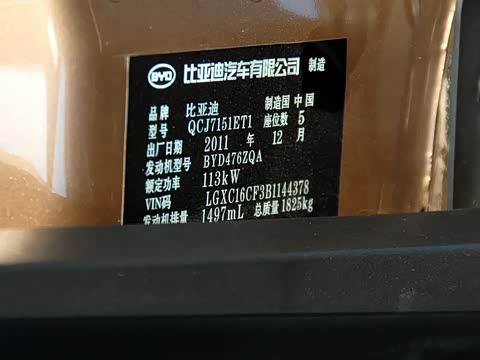 BYD 比亚迪汽车有限公司 制造
品牌 比亚迪 制造国 中国
型号 QCJ7151ET1 座位数 5
出厂日期 2011 年 12 月
发动机型号 BYD476ZQA
额定功率 113kW
VIN码 LGXC16CF3B1144378
发动机排量 1497mL 总质量 1825kg